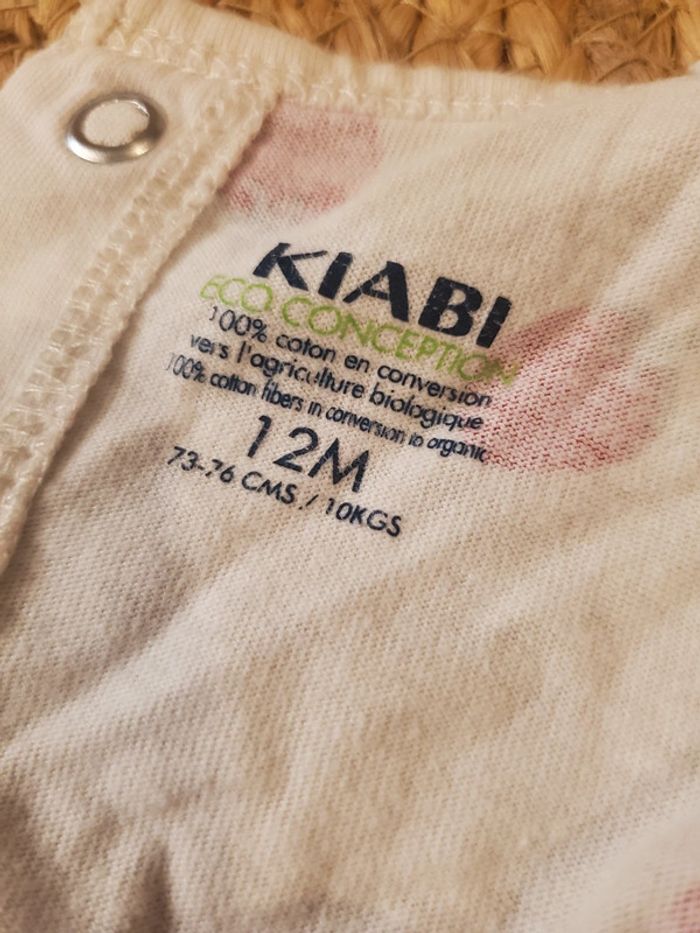 KIABI
ECO CONCEPTION
100% coton en conversion
vers l'agriculture biologique
100% cotton fibers in conversion to organic
12M
73-76 CMS / 10KGS